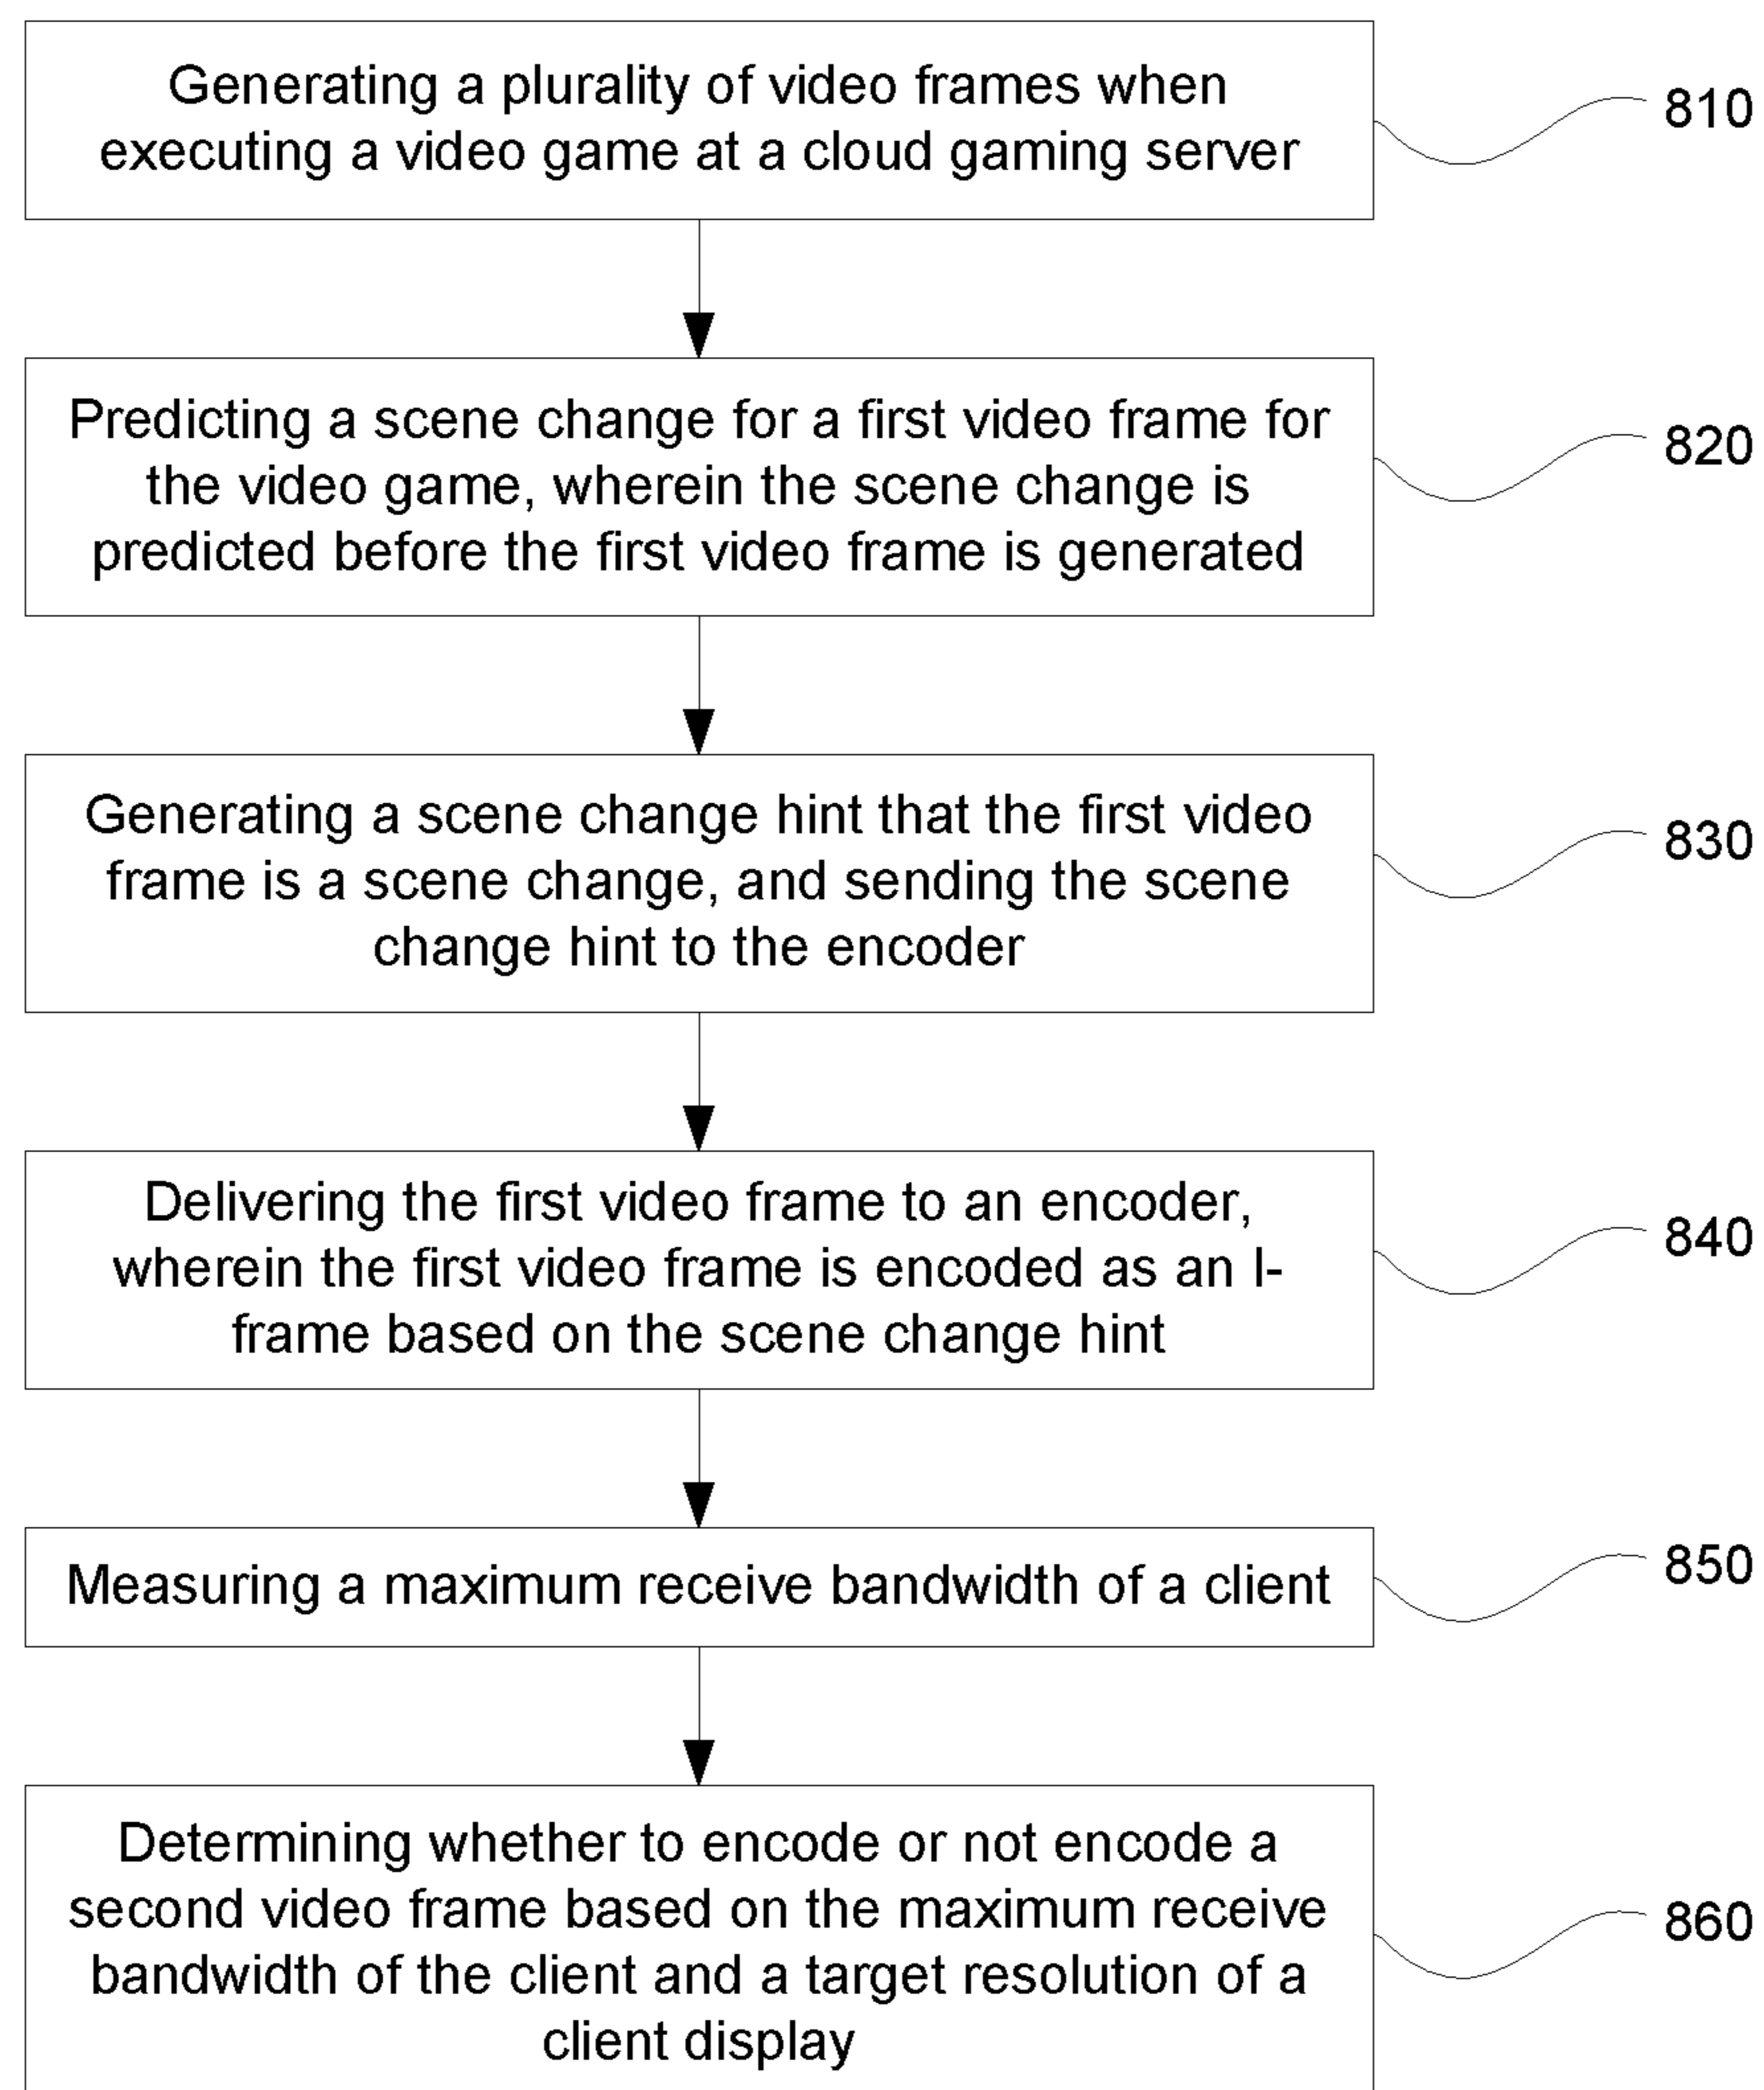 Generating a plurality of video frames when
executing a video game at a cloud gaming server
810
Predicting a scene change for a first video frame for
the video game, wherein the scene change is
predicted before the first video frame is generated
820
Generating a scene change hint that the first video
frame is a scene change, and sending the scene
change hint to the encoder
830
Delivering the first video frame to an encoder,
wherein the first video frame is encoded as an I-
frame based on the scene change hint
840
Measuring a maximum receive bandwidth of a client
850
Determining whether to encode or not encode a
second video frame based on the maximum receive
bandwidth of the client and a target resolution of a
client display
860